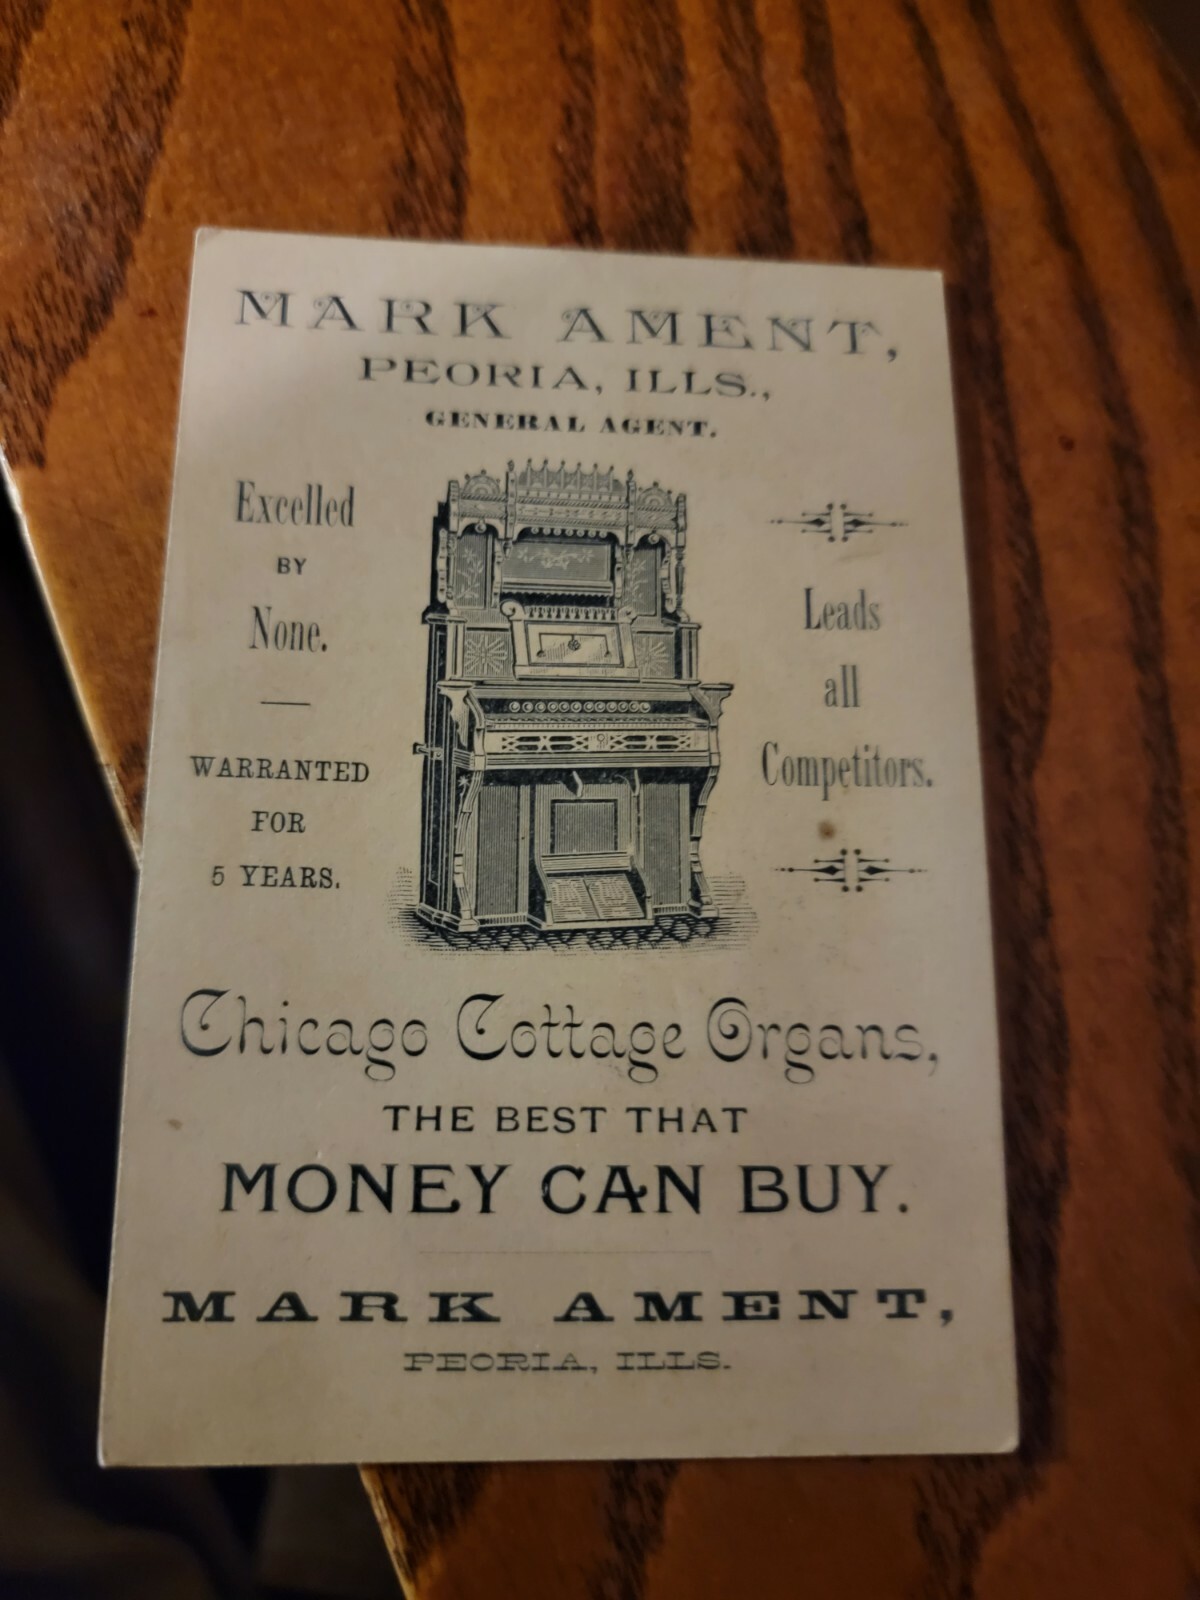 MARK AMENT,
PEORIA, ILLS.,
GENERAL AGENT.
Excelled
BY
None.
WARRANTED
FOR
5 YEARS.
Leads
all
Competitors.
Chicago Cottage Organs,
THE BEST THAT
MONEY CAN BUY.
MARK AMENT,
PEORIA, ILLS.